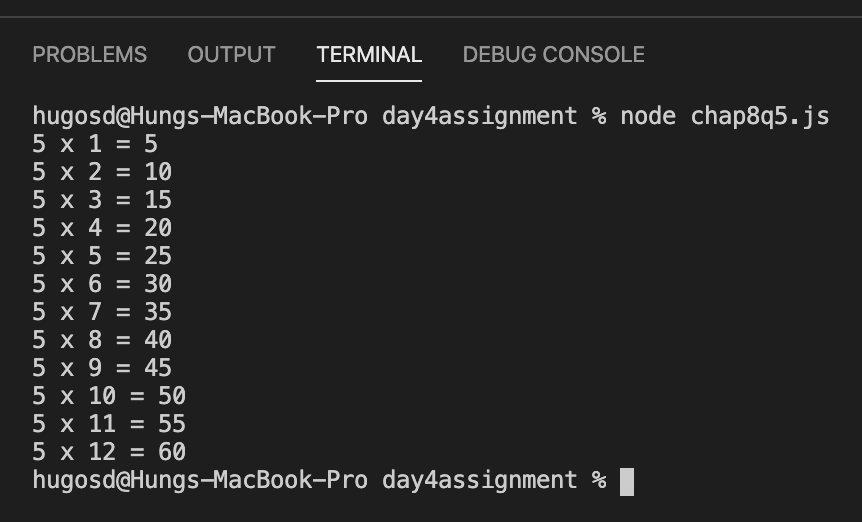 PROBLEMS OUTPUT TERMINAL DEBUG CONSOLE
hugosd@Hungs-MacBook-Pro day4assignment % node chap8q5.js
5 x 1 = 5
5 x 2 = 10
5 x 3 = 15
5 x 4 = 20
5 x 5 = 25
5 x 6 = 30
5 x 7 = 35
5 x 8 = 40
5 x 9 = 45
5 x 10 = 50
5 x 11 = 55
5 x 12 = 60
hugosd@Hungs-MacBook-Pro day4assignment %